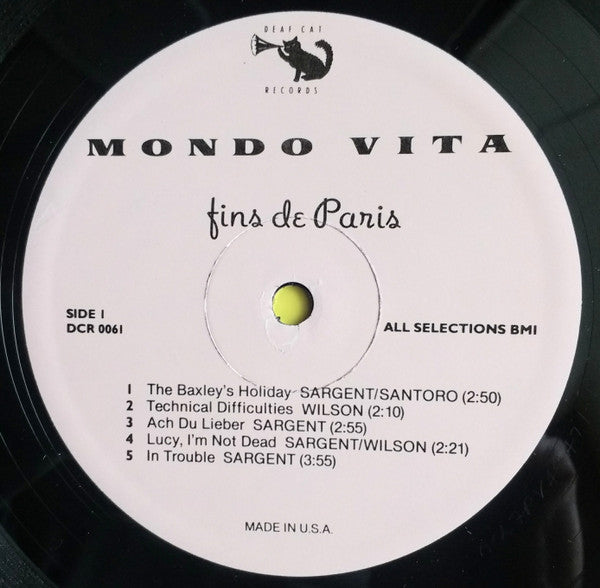 DEAF CAT
RECORDS
MONDO VITA
fins de Paris
SIDE 1
DCR 0061
ALL SELECTIONS BMI
1 The Baxley's Holiday SARGENT/SANTORO (2:50)
2 Technical Difficulties WILSON (2:10)
3 Ach Du Lieber SARGENT (2:55)
4 Lucy, I'm Not Dead SARGENT/WILSON (2:21)
5 In Trouble SARGENT (3:55)
MADE IN U.S.A.